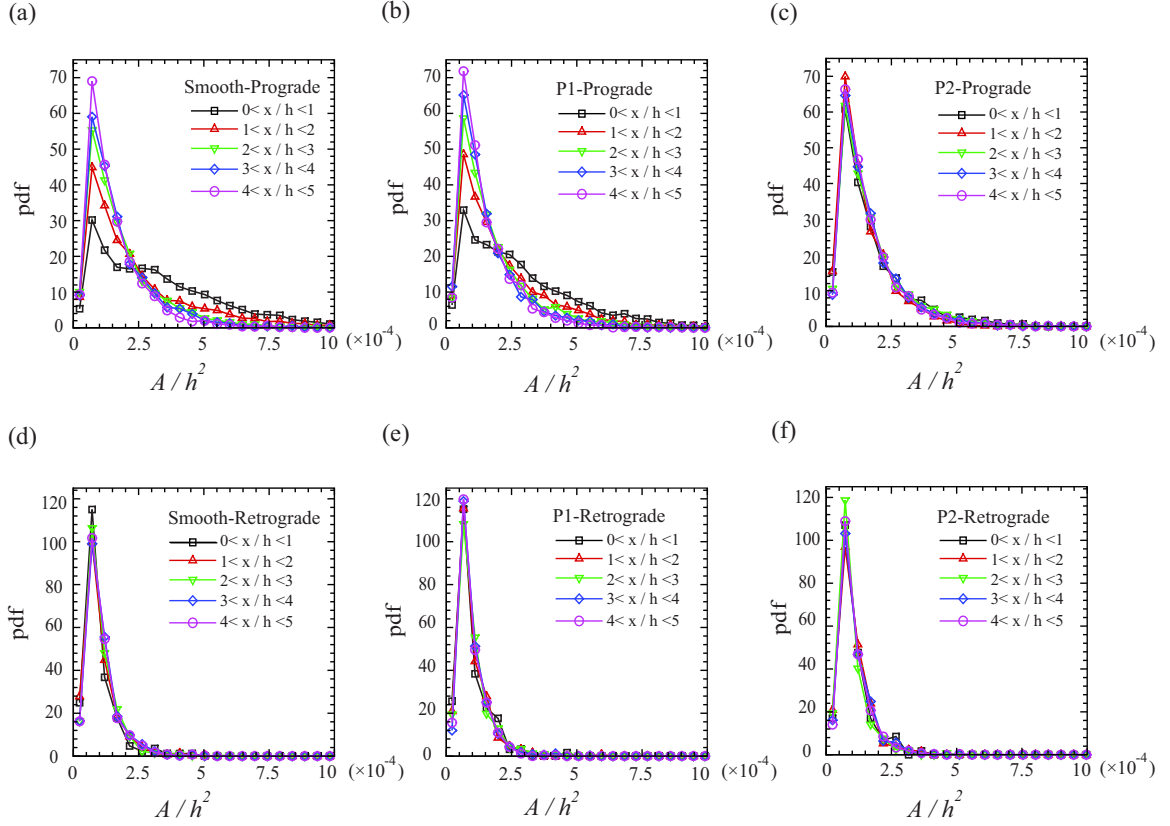 (a)
70
60
50
40
30
20
10
0
pdf
Smooth-Prograde
0< x / h <1
1< x / h <2
2< x / h <3
3< x / h <4
4< x / h <5
0 2.5 5 7.5 10 (×10⁻⁴)
A / h²
(b)
70
60
50
40
30
20
10
0
pdf
P1-Prograde
0< x / h <1
1< x / h <2
2< x / h <3
3< x / h <4
4< x / h <5
0 2.5 5 7.5 10 (×10⁻⁴)
A / h²
(c)
70
60
50
40
30
20
10
0
pdf
P2-Prograde
0< x / h <1
1< x / h <2
2< x / h <3
3< x / h <4
4< x / h <5
0 2.5 5 7.5 10 (×10⁻⁴)
A / h²
(d)
120
100
80
60
40
20
0
pdf
Smooth-Retrograde
0< x / h <1
1< x / h <2
2< x / h <3
3< x / h <4
4< x / h <5
0 2.5 5 7.5 10 (×10⁻⁴)
A / h²
(e)
120
100
80
60
40
20
0
pdf
P1-Retrograde
0< x / h <1
1< x / h <2
2< x / h <3
3< x / h <4
4< x / h <5
0 2.5 5 7.5 10 (×10⁻⁴)
A / h²
(f)
120
100
80
60
40
20
0
pdf
P2-Retrograde
0< x / h <1
1< x / h <2
2< x / h <3
3< x / h <4
4< x / h <5
0 2.5 5 7.5 10 (×10⁻⁴)
A / h²